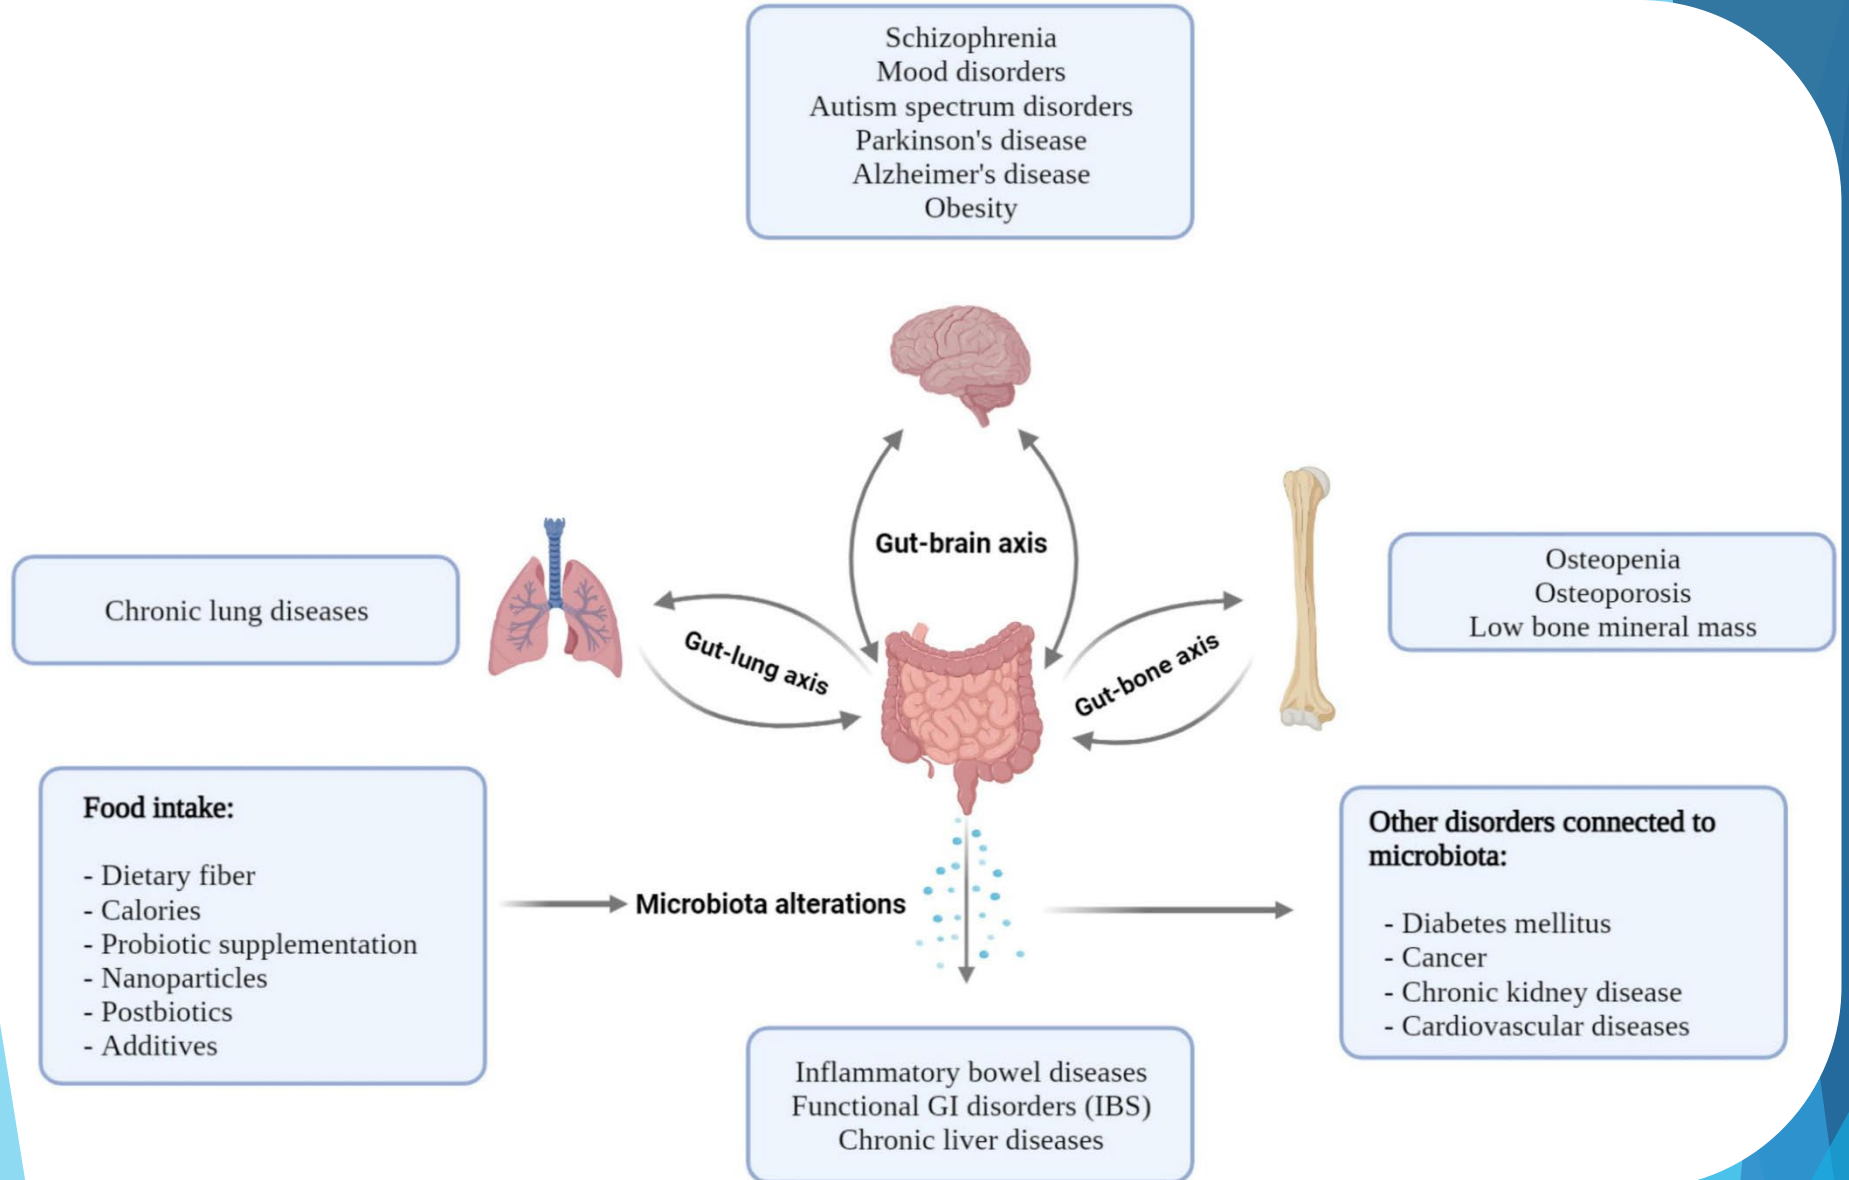 Schizophrenia
Mood disorders
Autism spectrum disorders
Parkinson's disease
Alzheimer's disease
Obesity
Gut-brain axis
Chronic lung diseases
Gut-lung axis
Gut-bone axis
Osteopenia
Osteoporosis
Low bone mineral mass
Food intake:
- Dietary fiber
- Calories
- Probiotic supplementation
- Nanoparticles
- Postbiotics
- Additives
Microbiota alterations
Other disorders connected to
microbiota:
- Diabetes mellitus
- Cancer
- Chronic kidney disease
- Cardiovascular diseases
Inflammatory bowel diseases
Functional GI disorders (IBS)
Chronic liver diseases